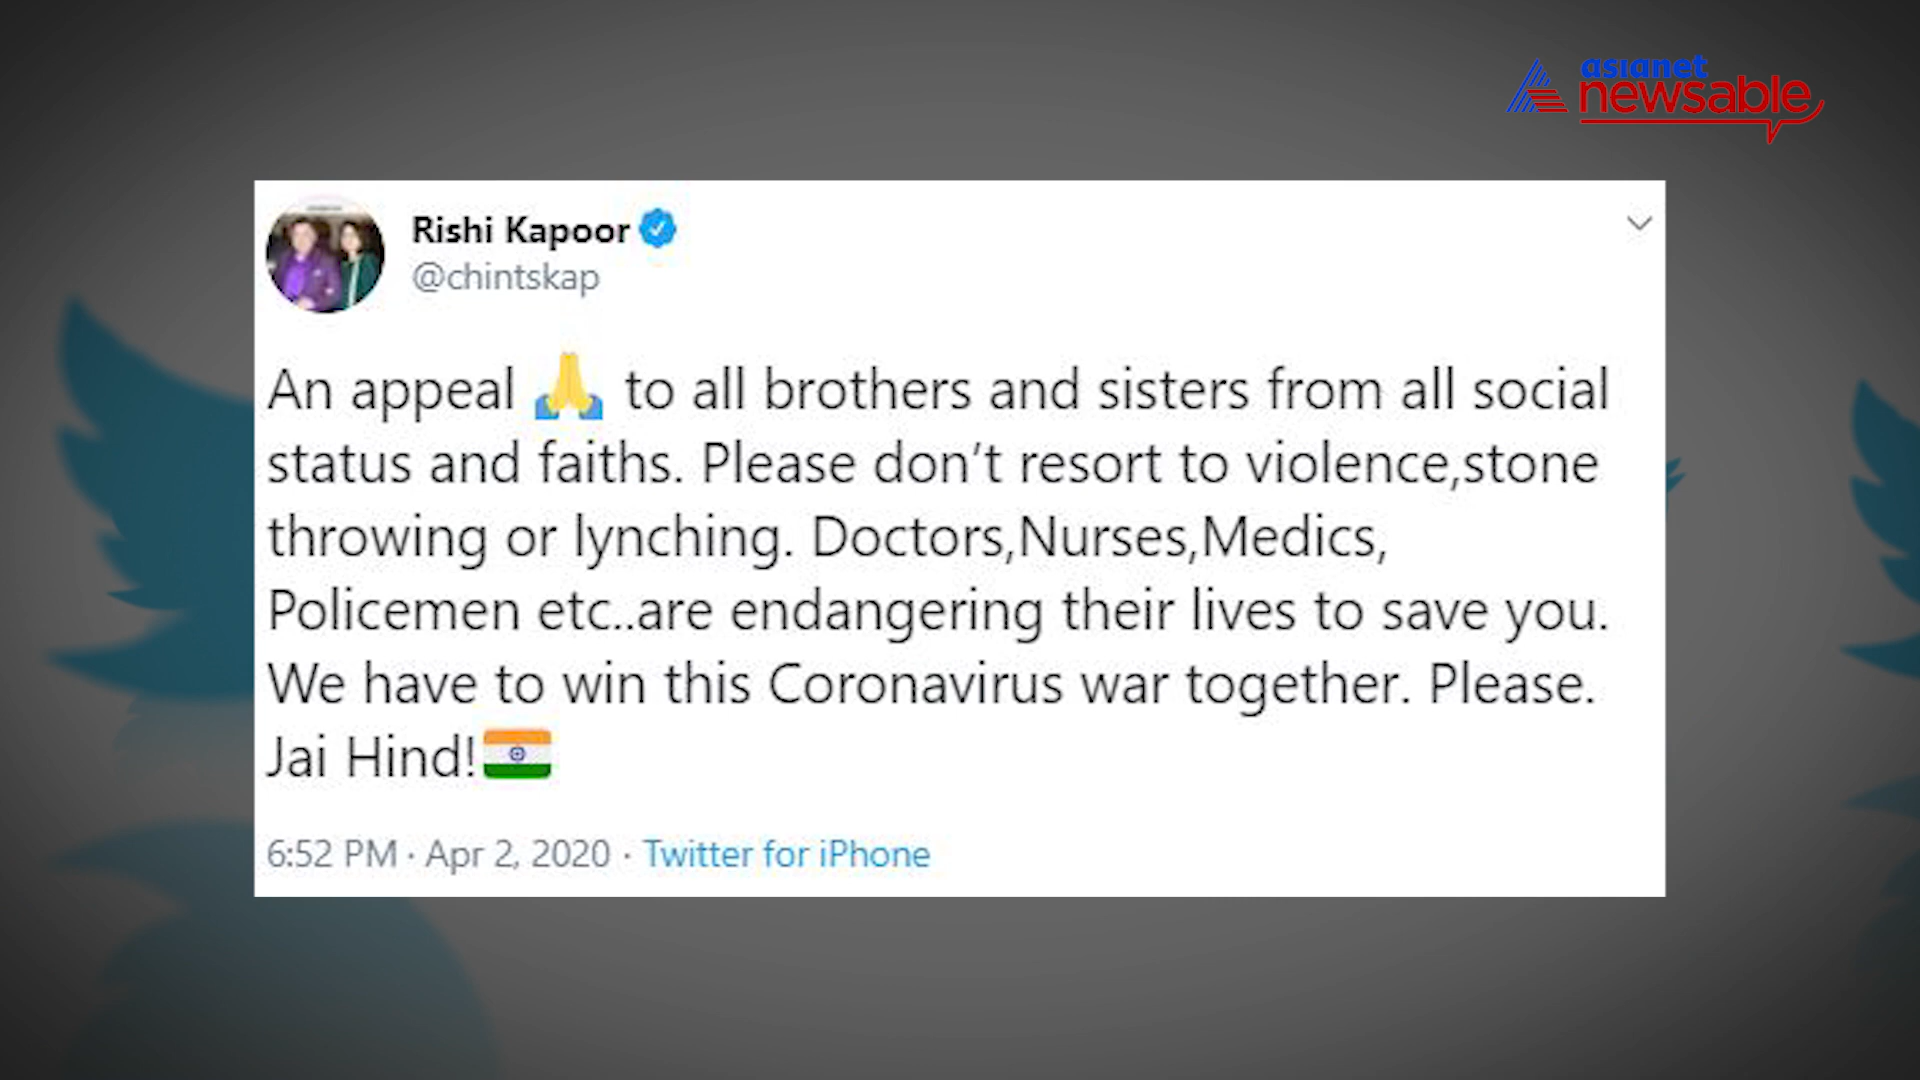 asianet
newsable
Rishi Kapoor
@chintskap
An appeal 🙏 to all brothers and sisters from all social
status and faiths. Please don’t resort to violence,stone
throwing or lynching. Doctors,Nurses,Medics,
Policemen etc..are endangering their lives to save you.
We have to win this Coronavirus war together. Please.
Jai Hind!🇮🇳
6:52 PM · Apr 2, 2020 · Twitter for iPhone